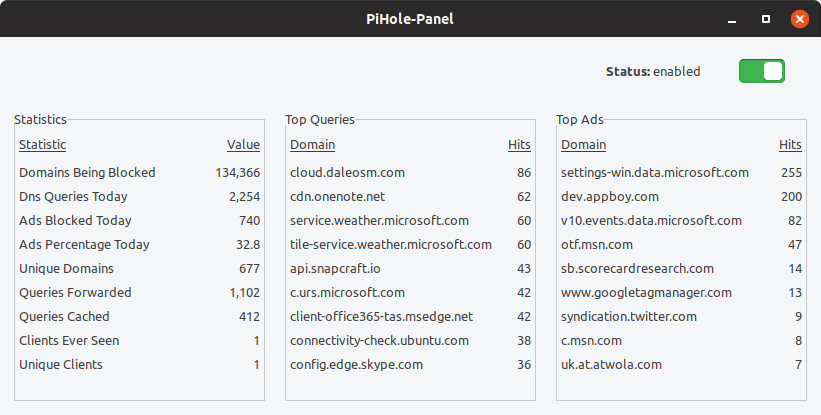 PiHole-Panel
Status: enabled
Statistics
Statistic Value
Domains Being Blocked 134,366
Dns Queries Today 2,254
Ads Blocked Today 740
Ads Percentage Today 32.8
Unique Domains 677
Queries Forwarded 1,102
Queries Cached 412
Clients Ever Seen 1
Unique Clients 1
Top Queries
Domain Hits
cloud.daleosm.com 86
cdn.onenote.net 62
service.weather.microsoft.com 60
tile-service.weather.microsoft.com 60
api.snapcraft.io 43
c.urs.microsoft.com 42
client-office365-tas.msedge.net 42
connectivity-check.ubuntu.com 38
config.edge.skype.com 36
Top Ads
Domain Hits
settings-win.data.microsoft.com 255
dev.appboy.com 200
v10.events.data.microsoft.com 82
otf.msn.com 47
sb.scorecardresearch.com 14
www.googletagmanager.com 13
syndication.twitter.com 9
c.msn.com 8
uk.at.atwola.com 7